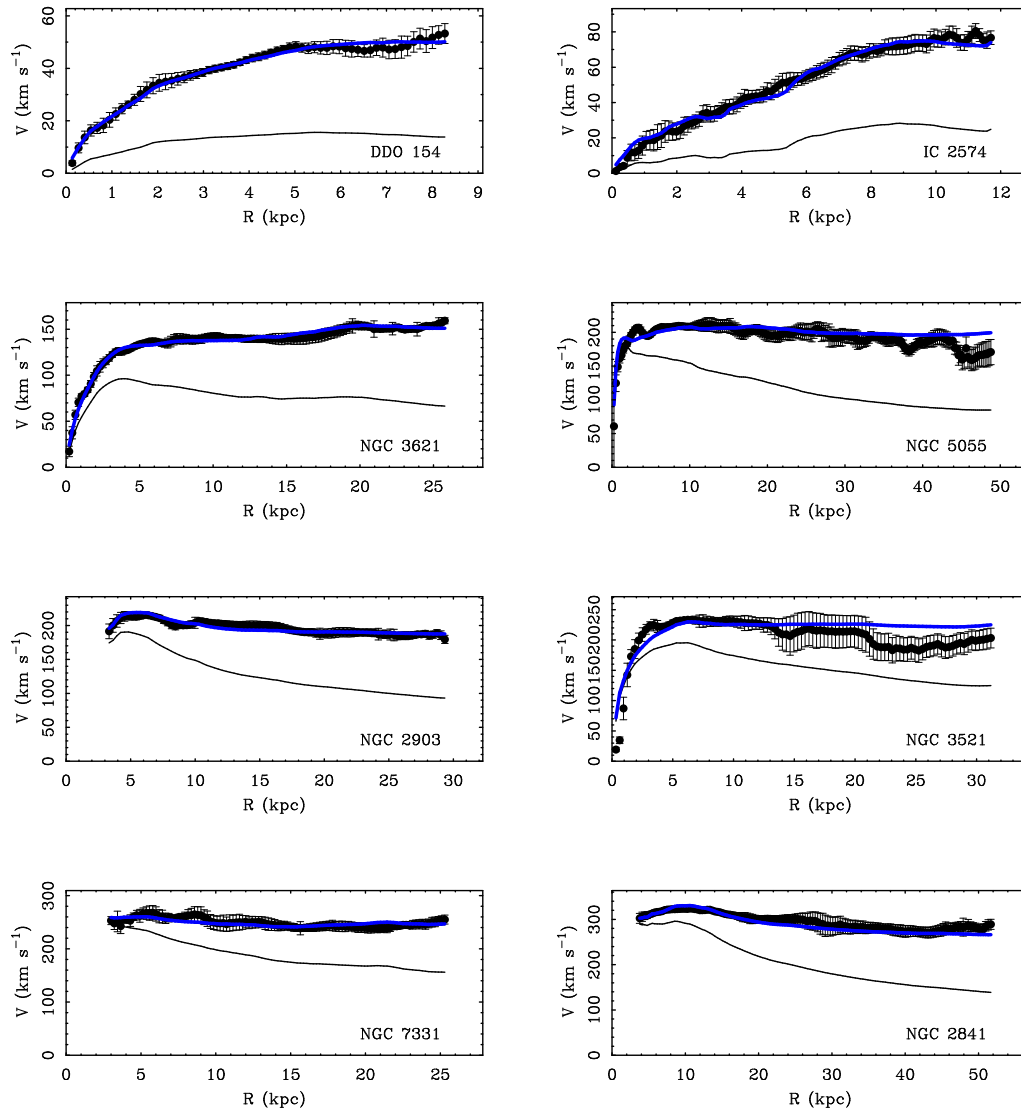 V (km s⁻¹)
0 20 40 60
DDO 154
0 1 2 3 4 5 6 7 8 9
R (kpc)
V (km s⁻¹)
0 20 40 60 80
IC 2574
0 2 4 6 8 10 12
R (kpc)
V (km s⁻¹)
0 50 100 150
NGC 3621
0 5 10 15 20 25
R (kpc)
V (km s⁻¹)
0 50 100 150 200
NGC 5055
0 10 20 30 40 50
R (kpc)
V (km s⁻¹)
0 50 100 150 200
NGC 2903
0 5 10 15 20 25 30
R (kpc)
V (km s⁻¹)
0 50 100 150 200 250
NGC 3521
0 5 10 15 20 25 30
R (kpc)
V (km s⁻¹)
0 100 200 300
NGC 7331
0 5 10 15 20 25
R (kpc)
V (km s⁻¹)
0 100 200 300
NGC 2841
0 10 20 30 40 50
R (kpc)